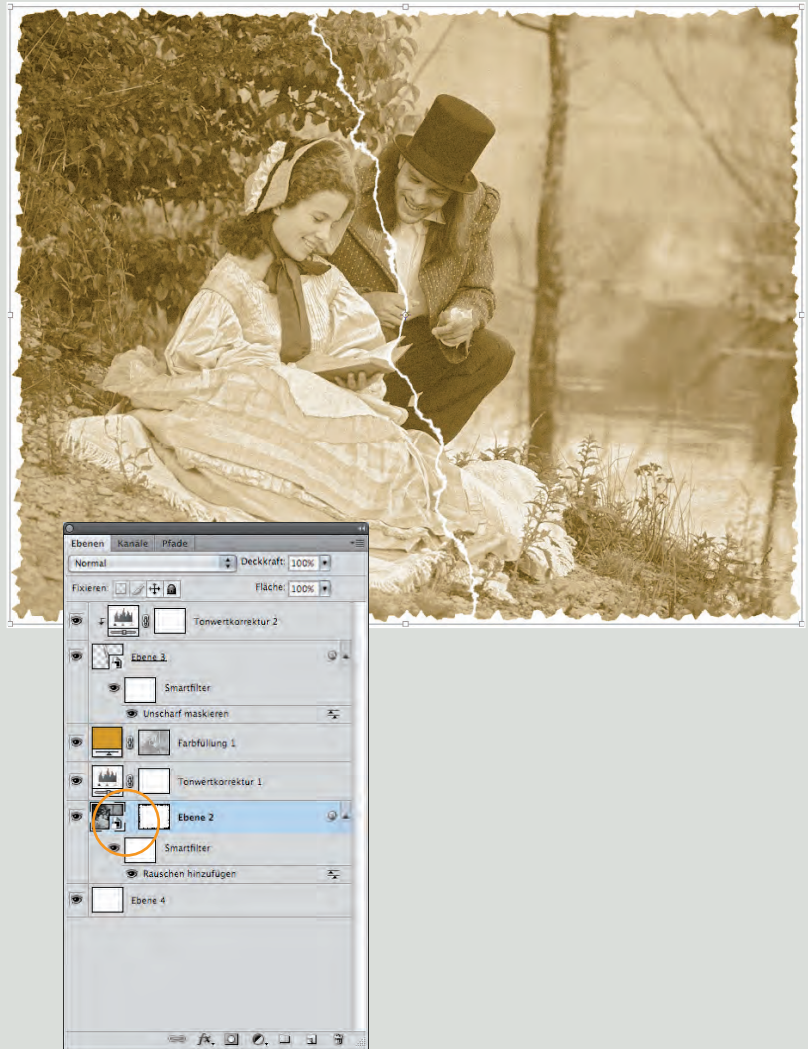 Ebenen Kanäle Pfade
Normal Deckkraft: 100%
Fixieren: Fläche: 100%
Tonwertkorrektur 2
Ebene 3
Smartfilter
Unscharf maskieren
Farbfüllung 1
Tonwertkorrektur 1
Ebene 2
Smartfilter
Rauschen hinzufügen
Ebene 4
fx.